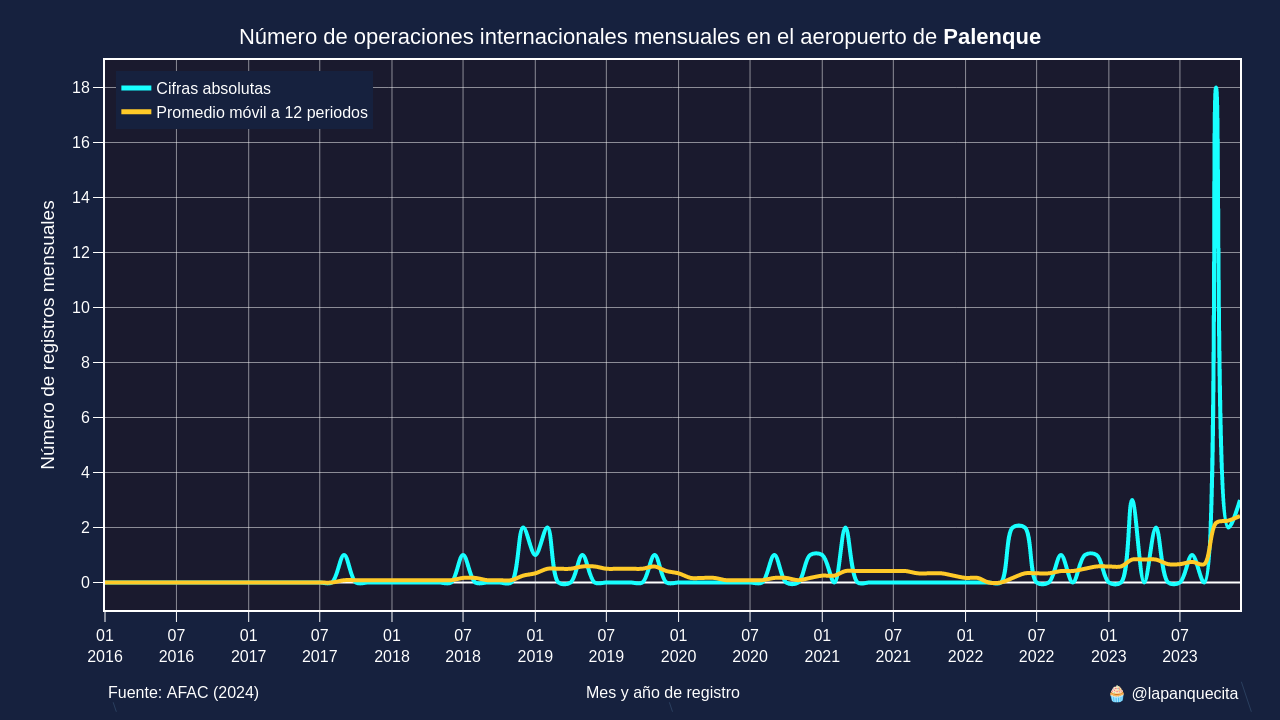 Número de operaciones internacionales mensuales en el aeropuerto de Palenque
Cifras absolutas
Promedio móvil a 12 periodos
Número de registros mensuales
18
16
14
12
10
8
6
4
2
0
01 07 01 07 01 07 01 07 01 07 01 07 01 07 01 07
2016 2016 2017 2017 2018 2018 2019 2019 2020 2020 2021 2021 2022 2022 2023 2023
Fuente: AFAC (2024) Mes y año de registro 🧁 @lapanquecita